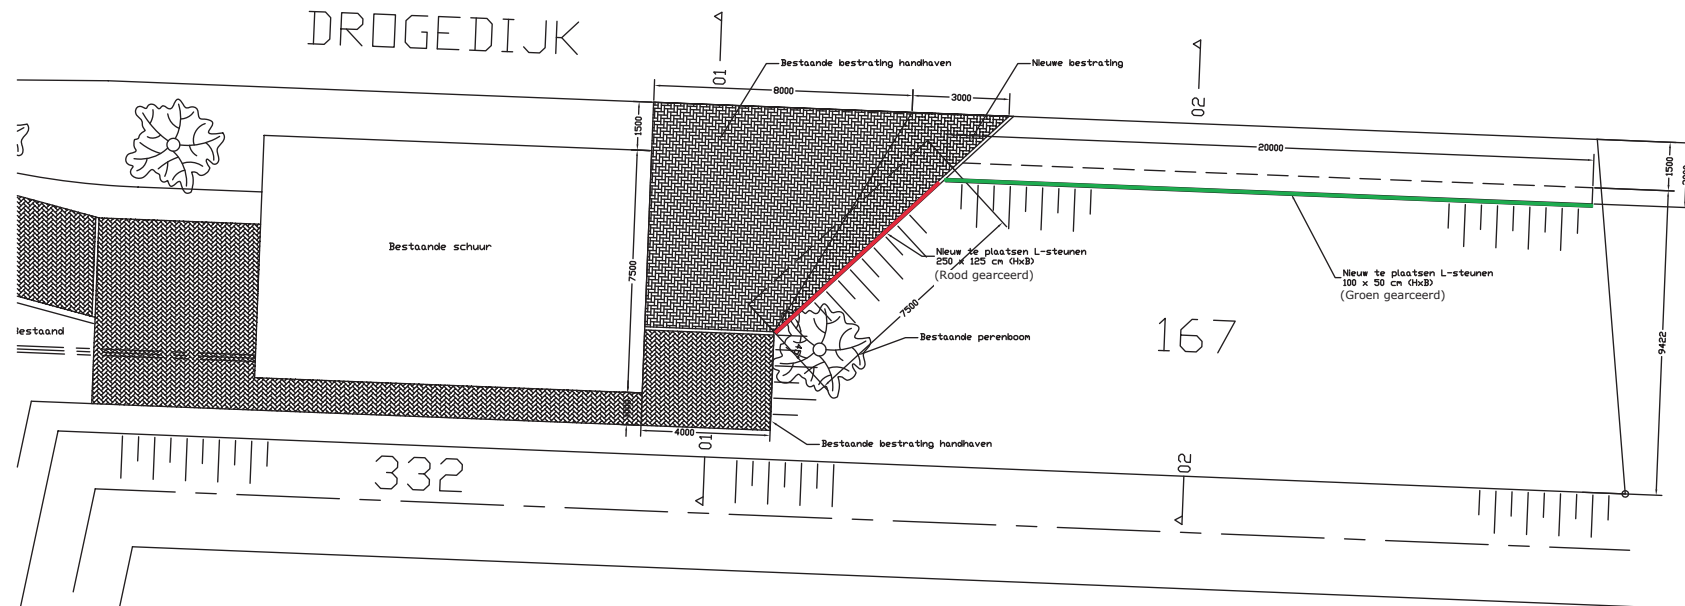 DROGEDIJK
01
02
Bestaande bestrating handhaven
Nieuwe bestrating
8000
3000
1500
20000
1500
Bestaande schuur
7500
Nieuw te plaatsen L-steunen
250 x 125 cm (HxB)
(Rood gearceerd)
Nieuw te plaatsen L-steunen
100 x 50 cm (HxB)
(Groen gearceerd)
7500
Bestaande perenboom
167
9422
4000
01
Bestaande bestrating handhaven
02
332